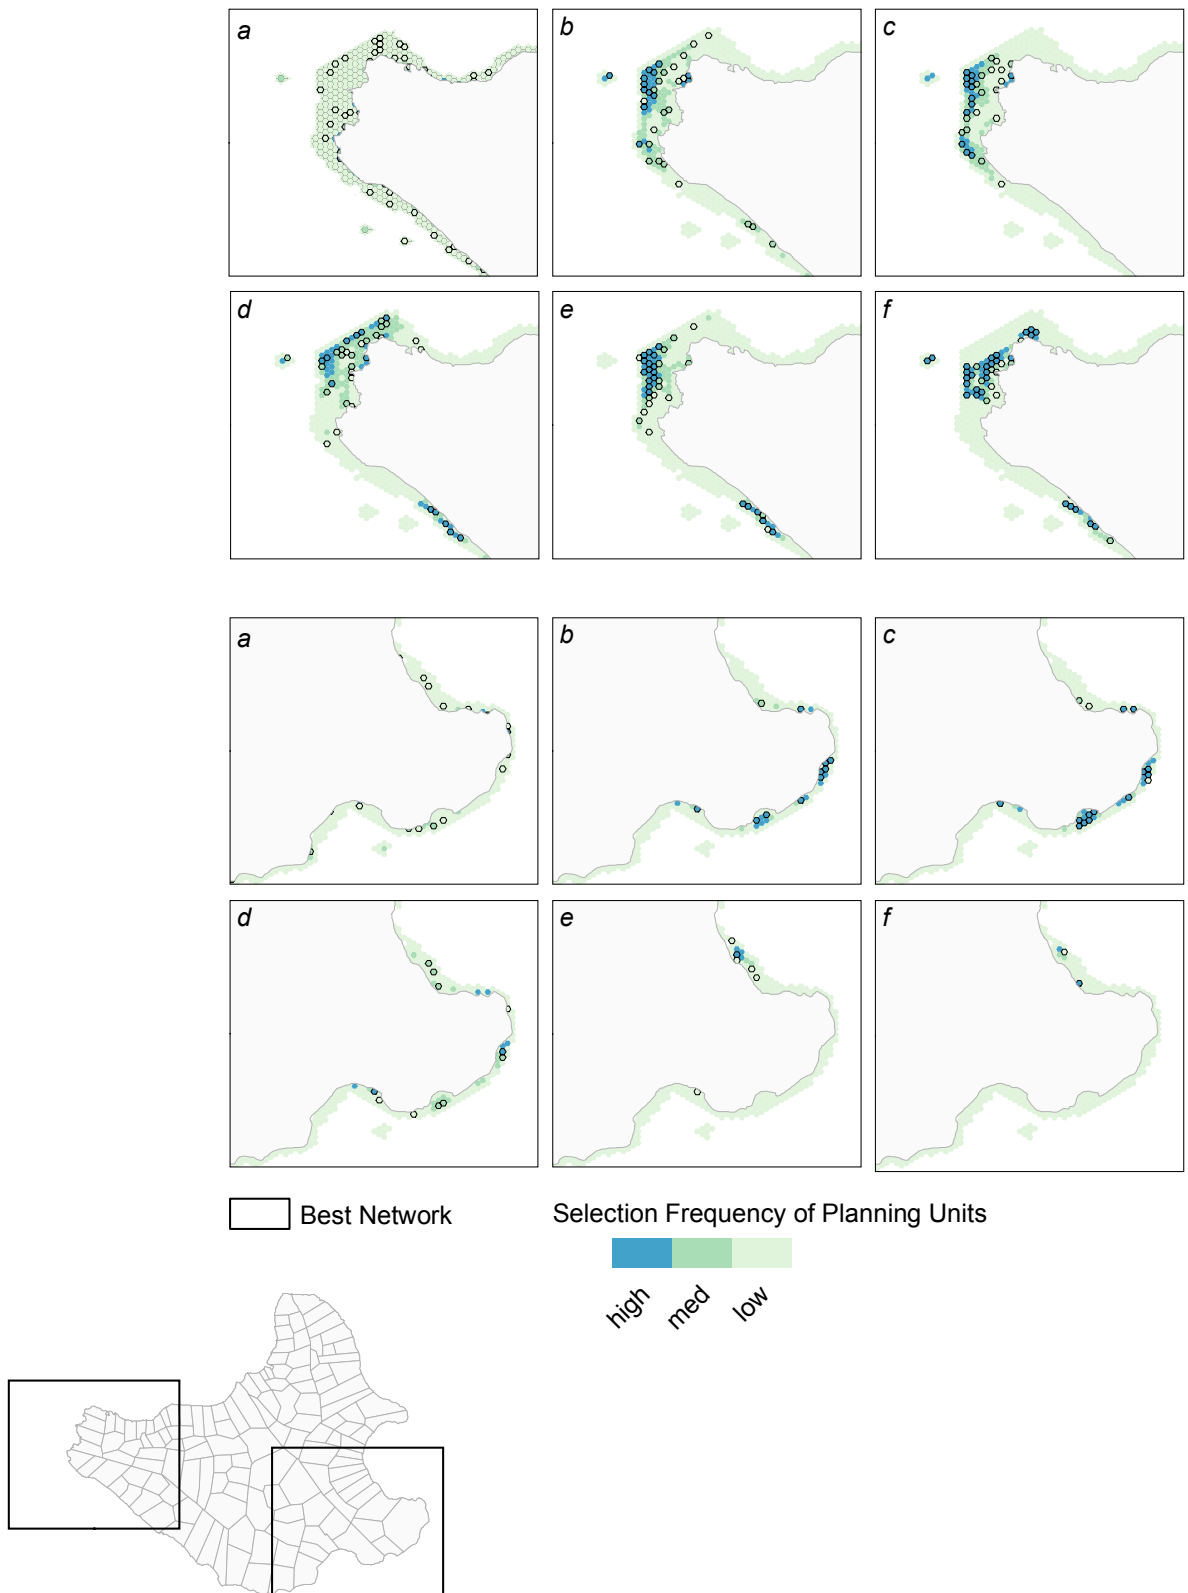 a b c
d e f
a b c
d e f
Best Network
Selection Frequency of Planning Units
high med low